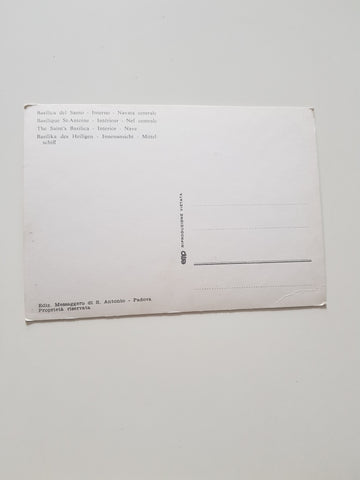 Basilica del Santo - Interno - Navata centrale
Basilique St-Antoine - Intérieur - Nef centrale
The Saint's Basilica - Interior - Nave
Basilika des Heiligen - Innenansicht - Mittel
schiff
RIPRODUZIONE VIETATA
Ediz. Messaggero di S. Antonio - Padova
Proprietà riservata